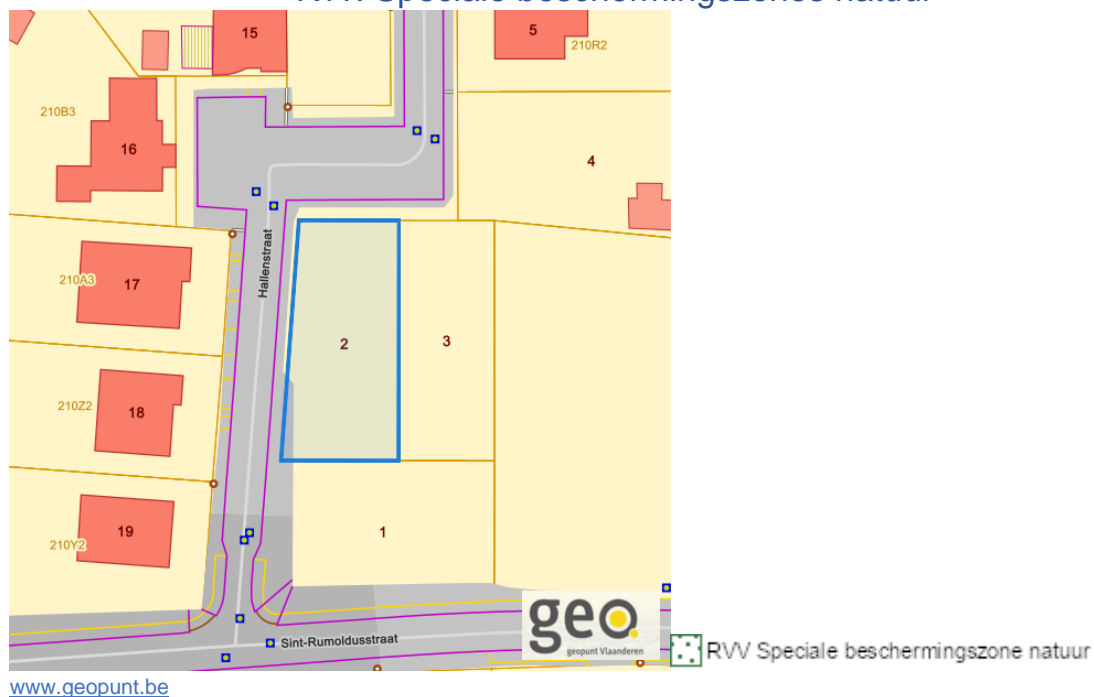 RVV Speciale beschermingszones natuur
15
5
210R2
210B3
16
4
Hallenstraat
210A3
17
2
3
210Z2
18
19
210Y2
1
geo
geopunt Vlaanderen
Sint-Rumoldusstraat
RVV Speciale beschermingszone natuur
www.geopunt.be